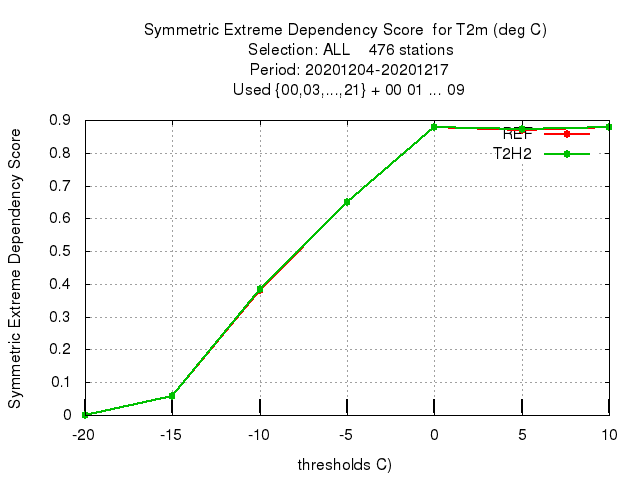 Symmetric Extreme Dependency Score for T2m (deg C)
Selection: ALL 476 stations
Period: 20201204-20201217
Used {00,03,...,21} + 00 01 ... 09
Symmetric Extreme Dependency Score
0.9
0.8
0.7
0.6
0.5
0.4
0.3
0.2
0.1
0
REF
T2H2
-20 -15 -10 -5 0 5 10
thresholds C)